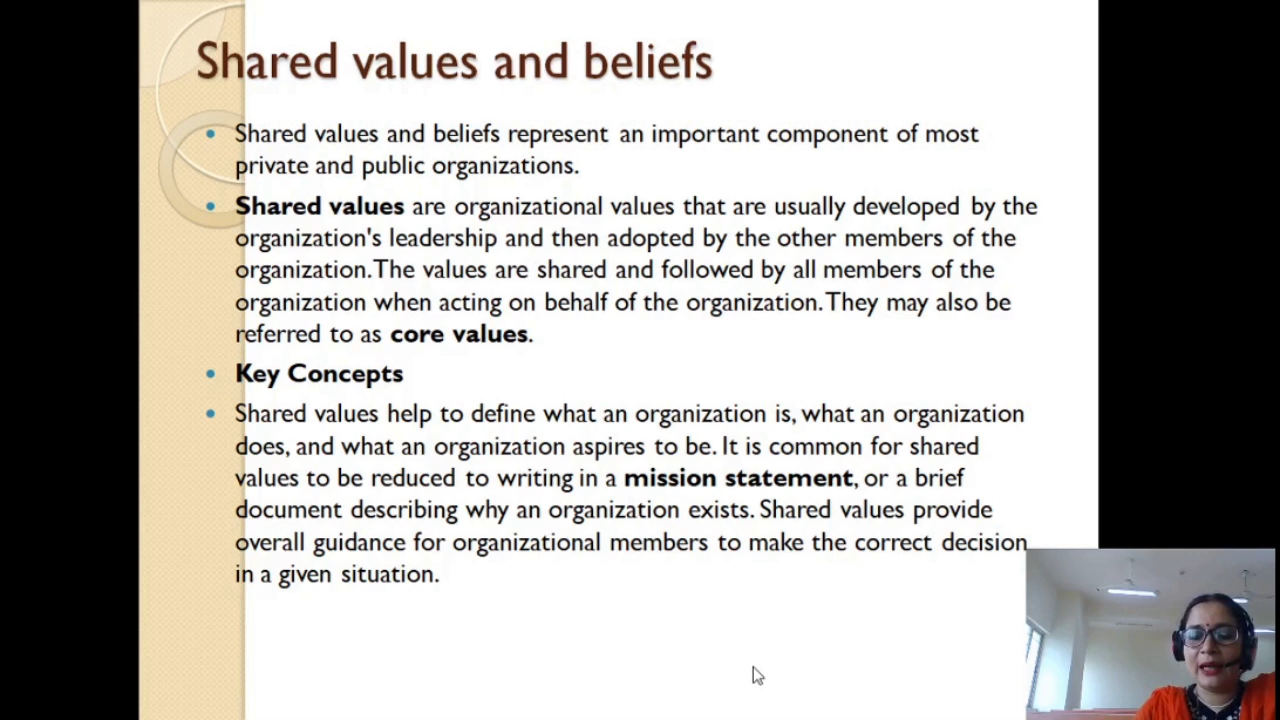 Shared values and beliefs
Shared values and beliefs represent an important component of most
private and public organizations.
Shared values are organizational values that are usually developed by the
organization's leadership and then adopted by the other members of the
organization. The values are shared and followed by all members of the
organization when acting on behalf of the organization. They may also be
referred to as core values.
Key Concepts
Shared values help to define what an organization is, what an organization
does, and what an organization aspires to be. It is common for shared
values to be reduced to writing in a mission statement, or a brief
document describing why an organization exists. Shared values provide
overall guidance for organizational members to make the correct decision
in a given situation.